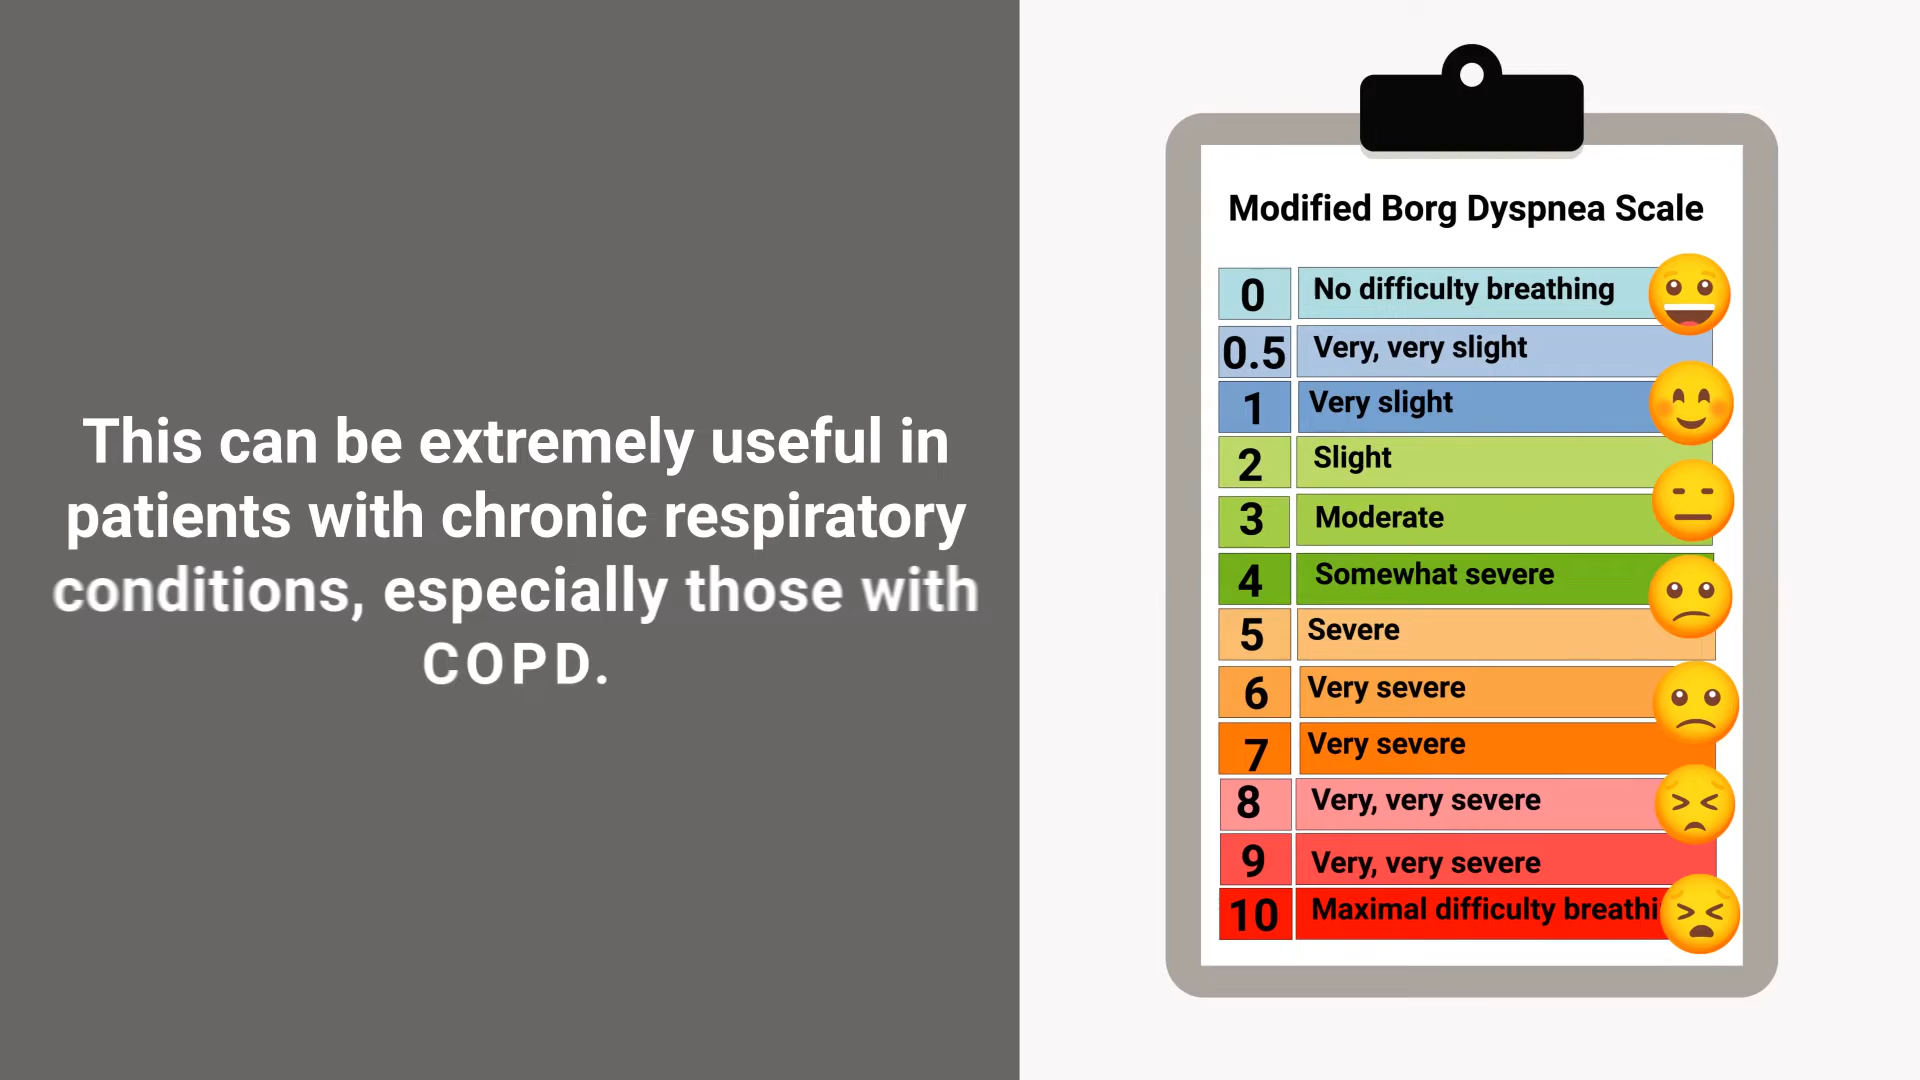 This can be extremely useful in
patients with chronic respiratory
conditions, especially those with
COPD.
Modified Borg Dyspnea Scale
0 No difficulty breathing
0.5 Very, very slight
1 Very slight
2 Slight
3 Moderate
4 Somewhat severe
5 Severe
6 Very severe
7 Very severe
8 Very, very severe
9 Very, very severe
10 Maximal difficulty